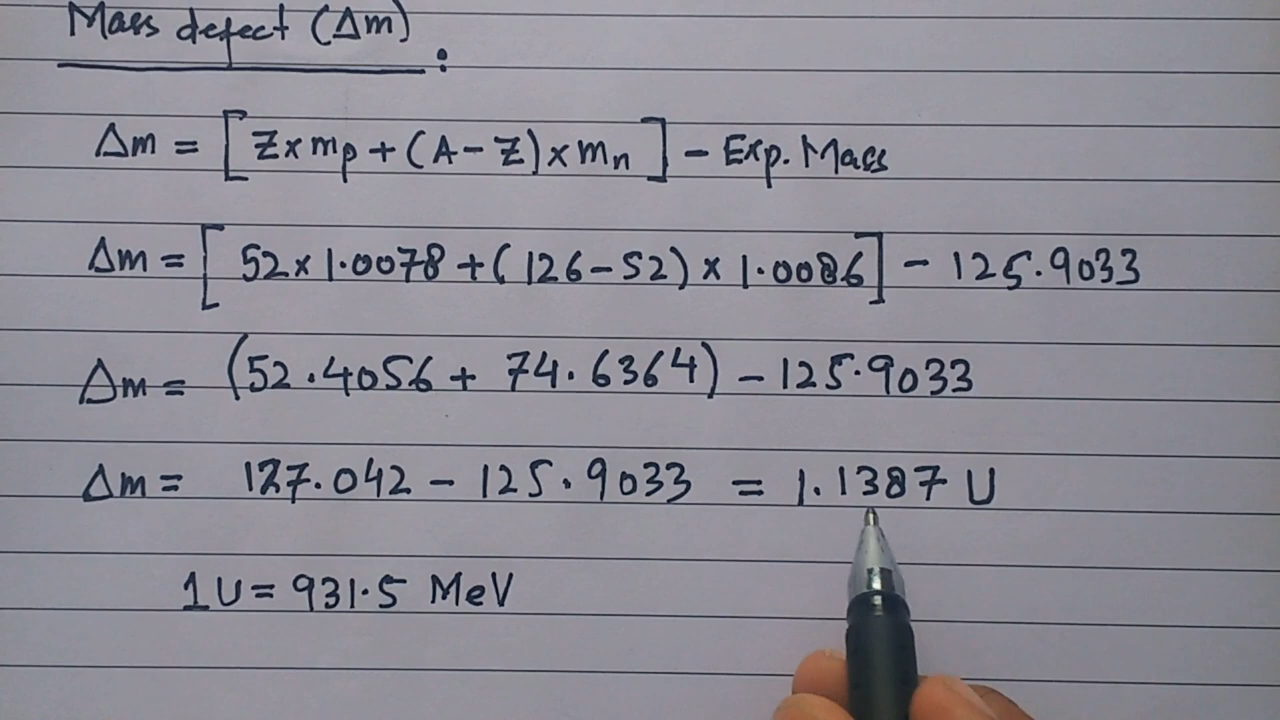 Mass defect (Δm) :
Δm = [Z×mp + (A-Z)×mn] - Exp. Mass
Δm = [52×1.0078 + (126-52)×1.0086] - 125.9033
Δm = (52.4056 + 74.6364) - 125.9033
Δm = 127.042 - 125.9033 = 1.1387 U
1U = 931.5 MeV